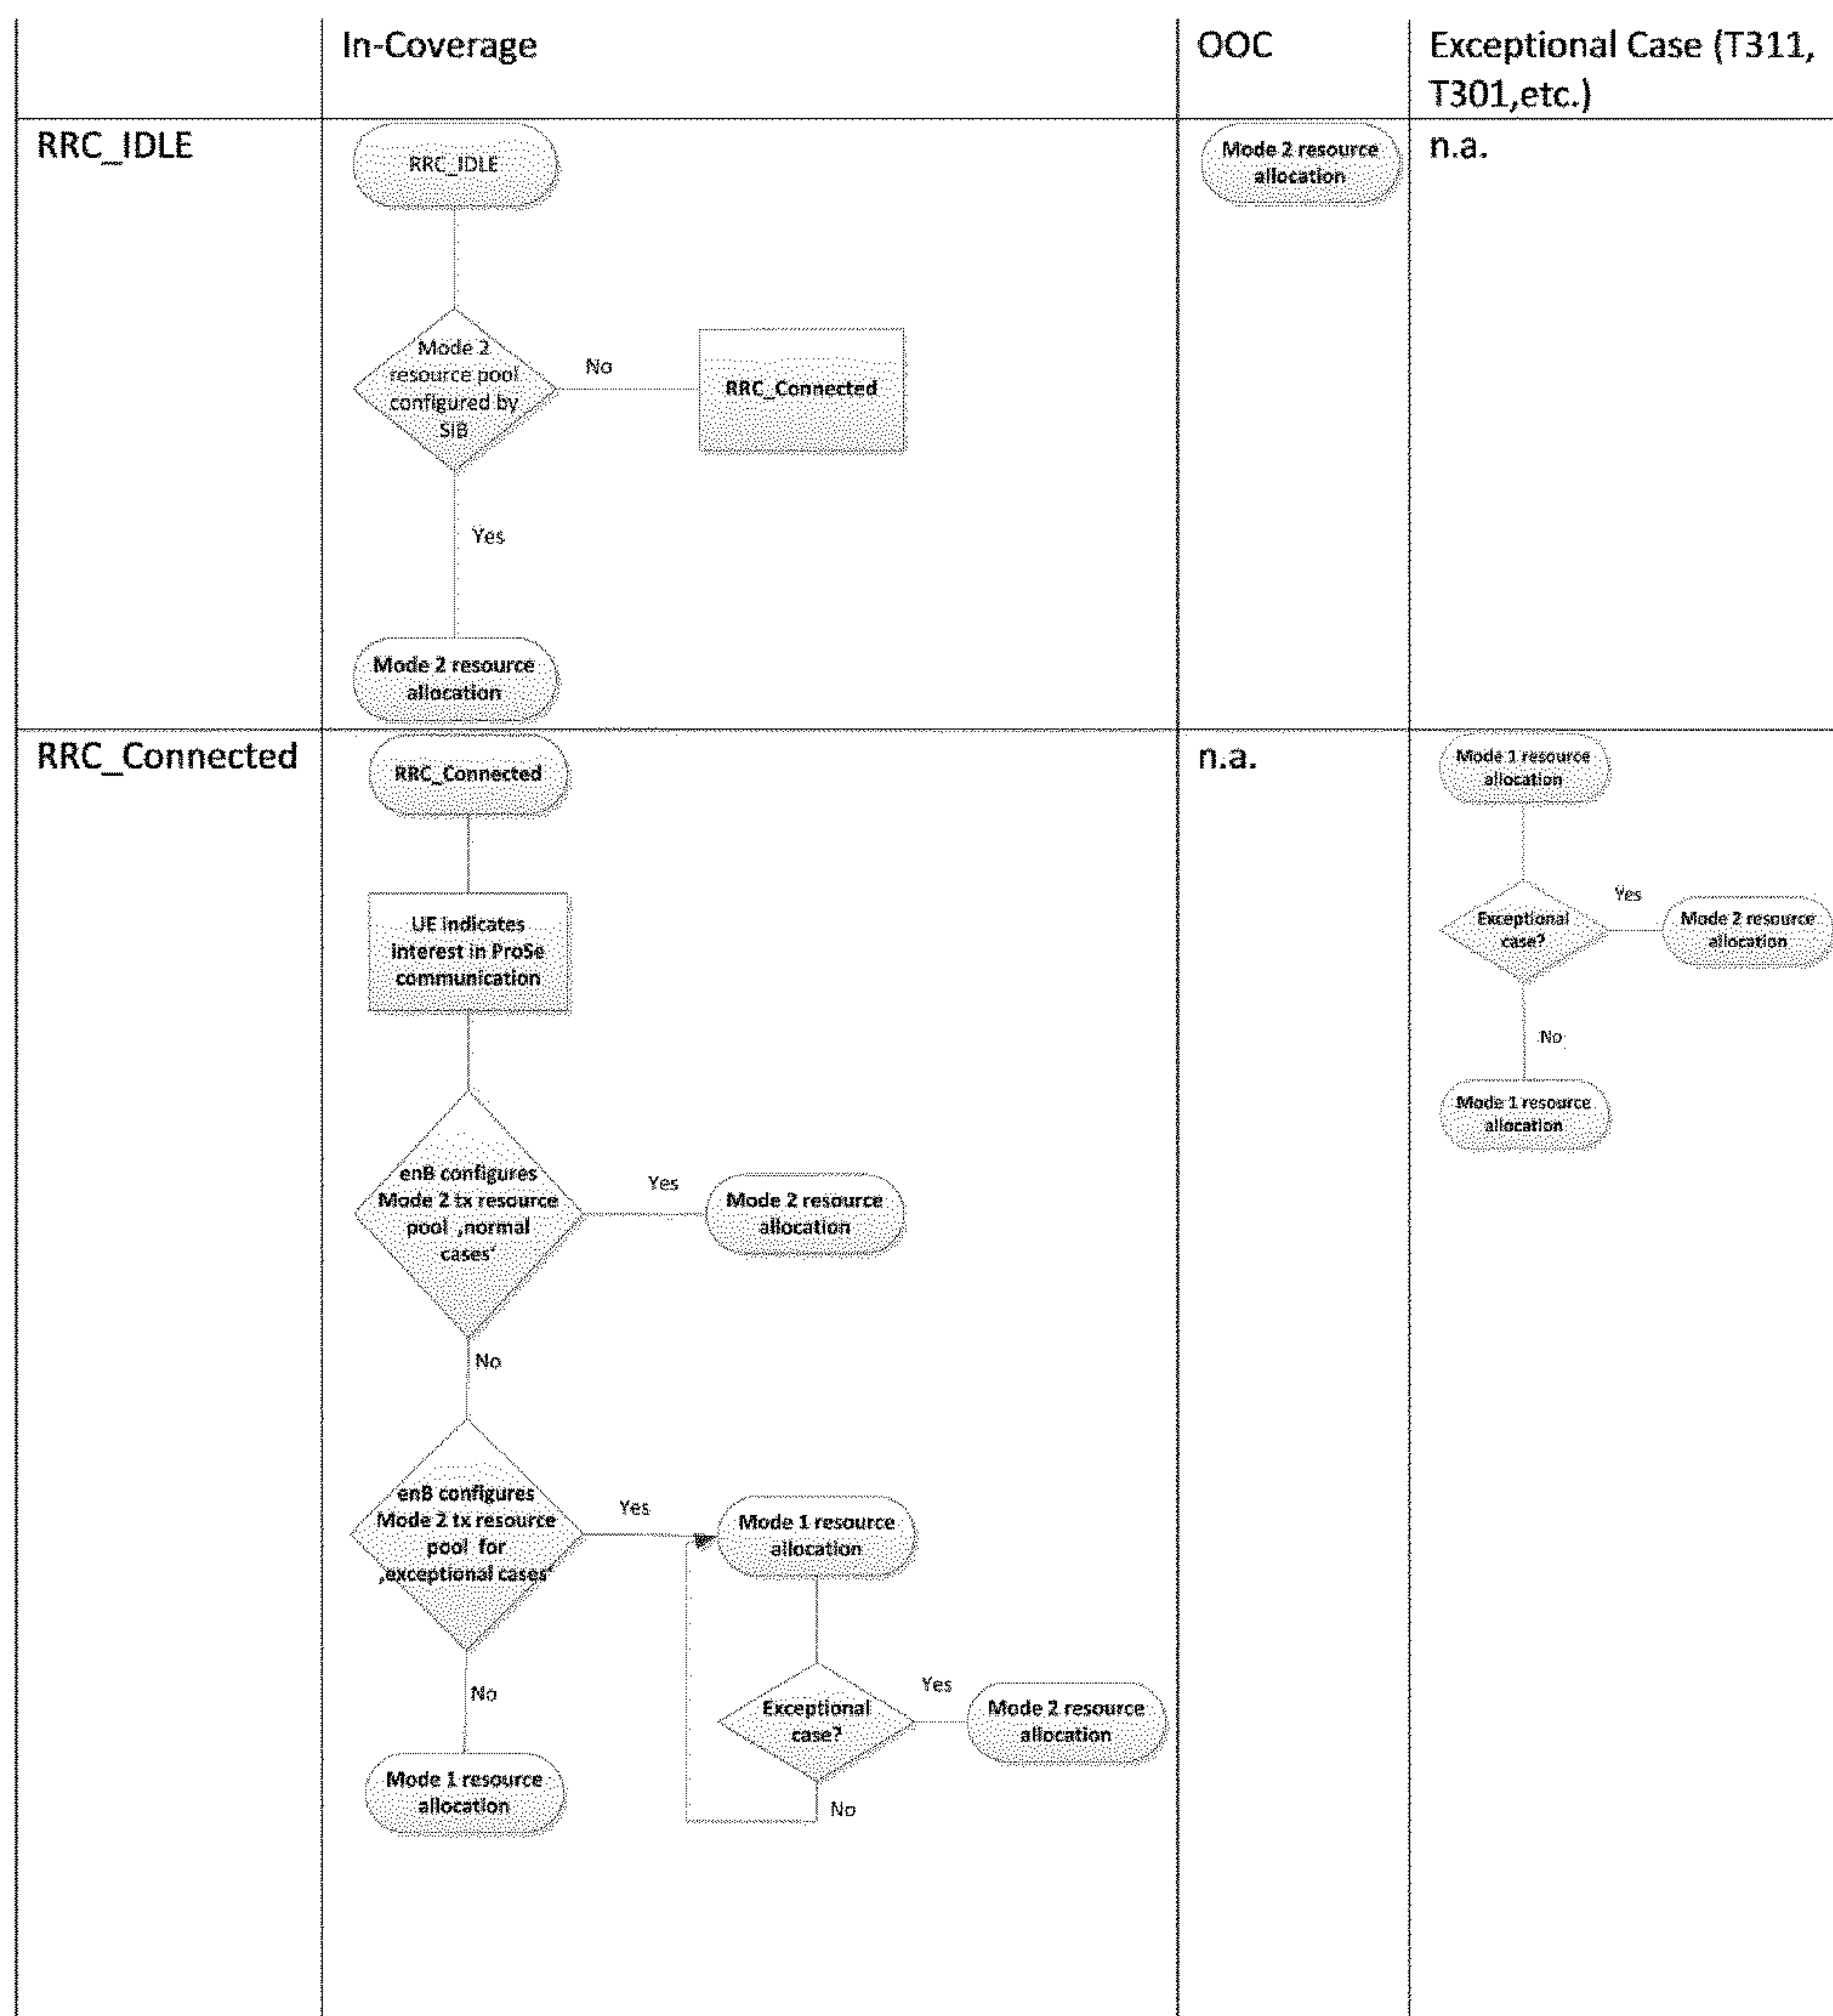 In-Coverage
OOC
Exceptional Case (T311,
T301,etc.)
RRC_IDLE
RRC_IDLE
Mode 2
resource pool
configured by
SIB
No
RRC_Connected
Yes
Mode 2 resource
allocation
Mode 2 resource
allocation
n.a.
RRC_Connected
RRC_Connected
UE indicates
interest in ProSe
communication
enB configures
Mode 2 tx resource
pool ‚normal
cases‘
Yes
Mode 2 resource
allocation
No
enB configures
Mode 2 tx resource
pool for
‚exceptional cases‘
Yes
Mode 1 resource
allocation
Exceptional
case?
Yes
Mode 2 resource
allocation
No
No
Mode 1 resource
allocation
n.a.
Mode 1 resource
allocation
Exceptional
case?
Yes
Mode 2 resource
allocation
No
Mode 1 resource
allocation